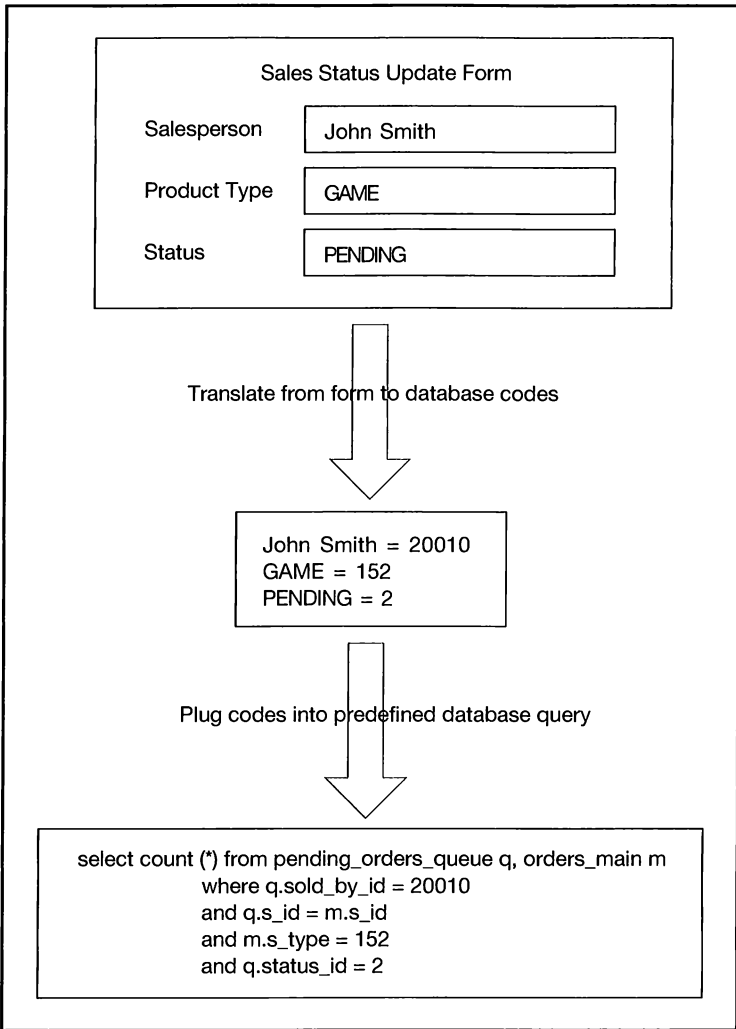 Sales Status Update Form
Salesperson John Smith
Product Type GAME
Status PENDING
Translate from form to database codes
John Smith = 20010
GAME = 152
PENDING = 2
Plug codes into predefined database query
select count (*) from pending_orders_queue q, orders_main m
where q.sold_by_id = 20010
and q.s_id = m.s_id
and m.s_type = 152
and q.status_id = 2